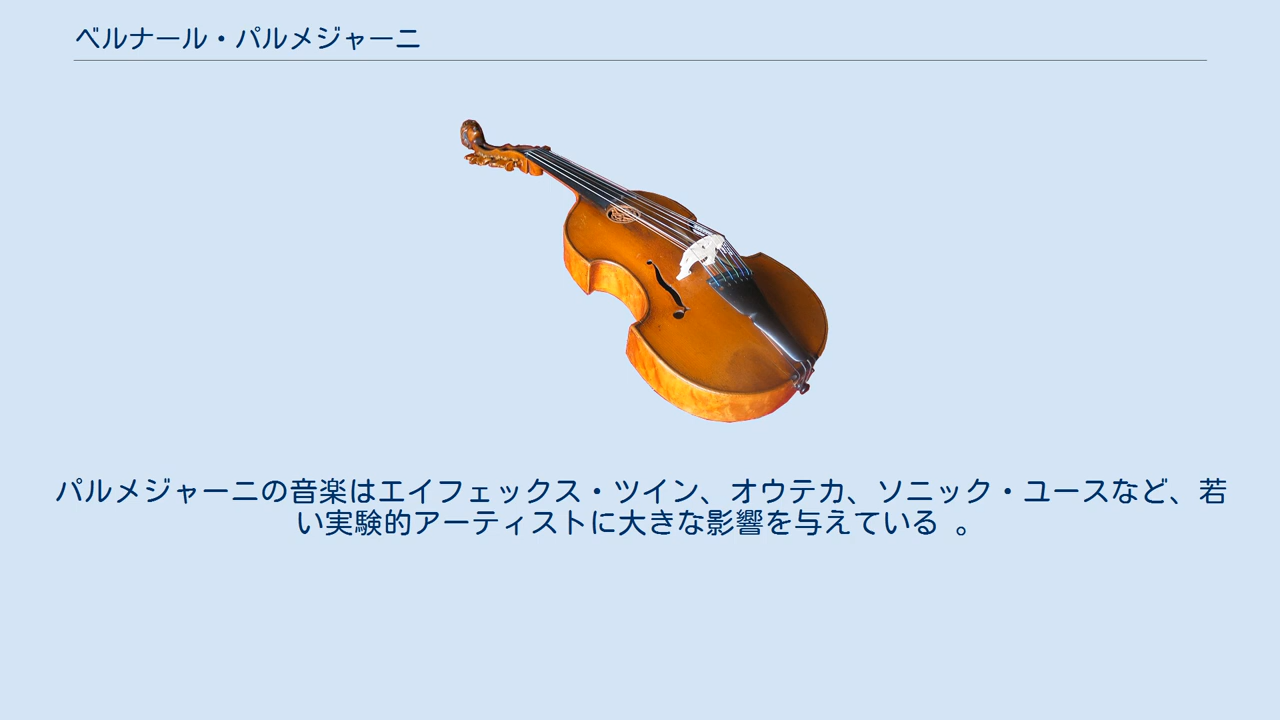 ベルナール・パルメジャーニ
パルメジャーニの音楽はエイフェックス・ツイン、オウテカ、ソニック・ユースなど、若
い実験的アーティストに大きな影響を与えている 。